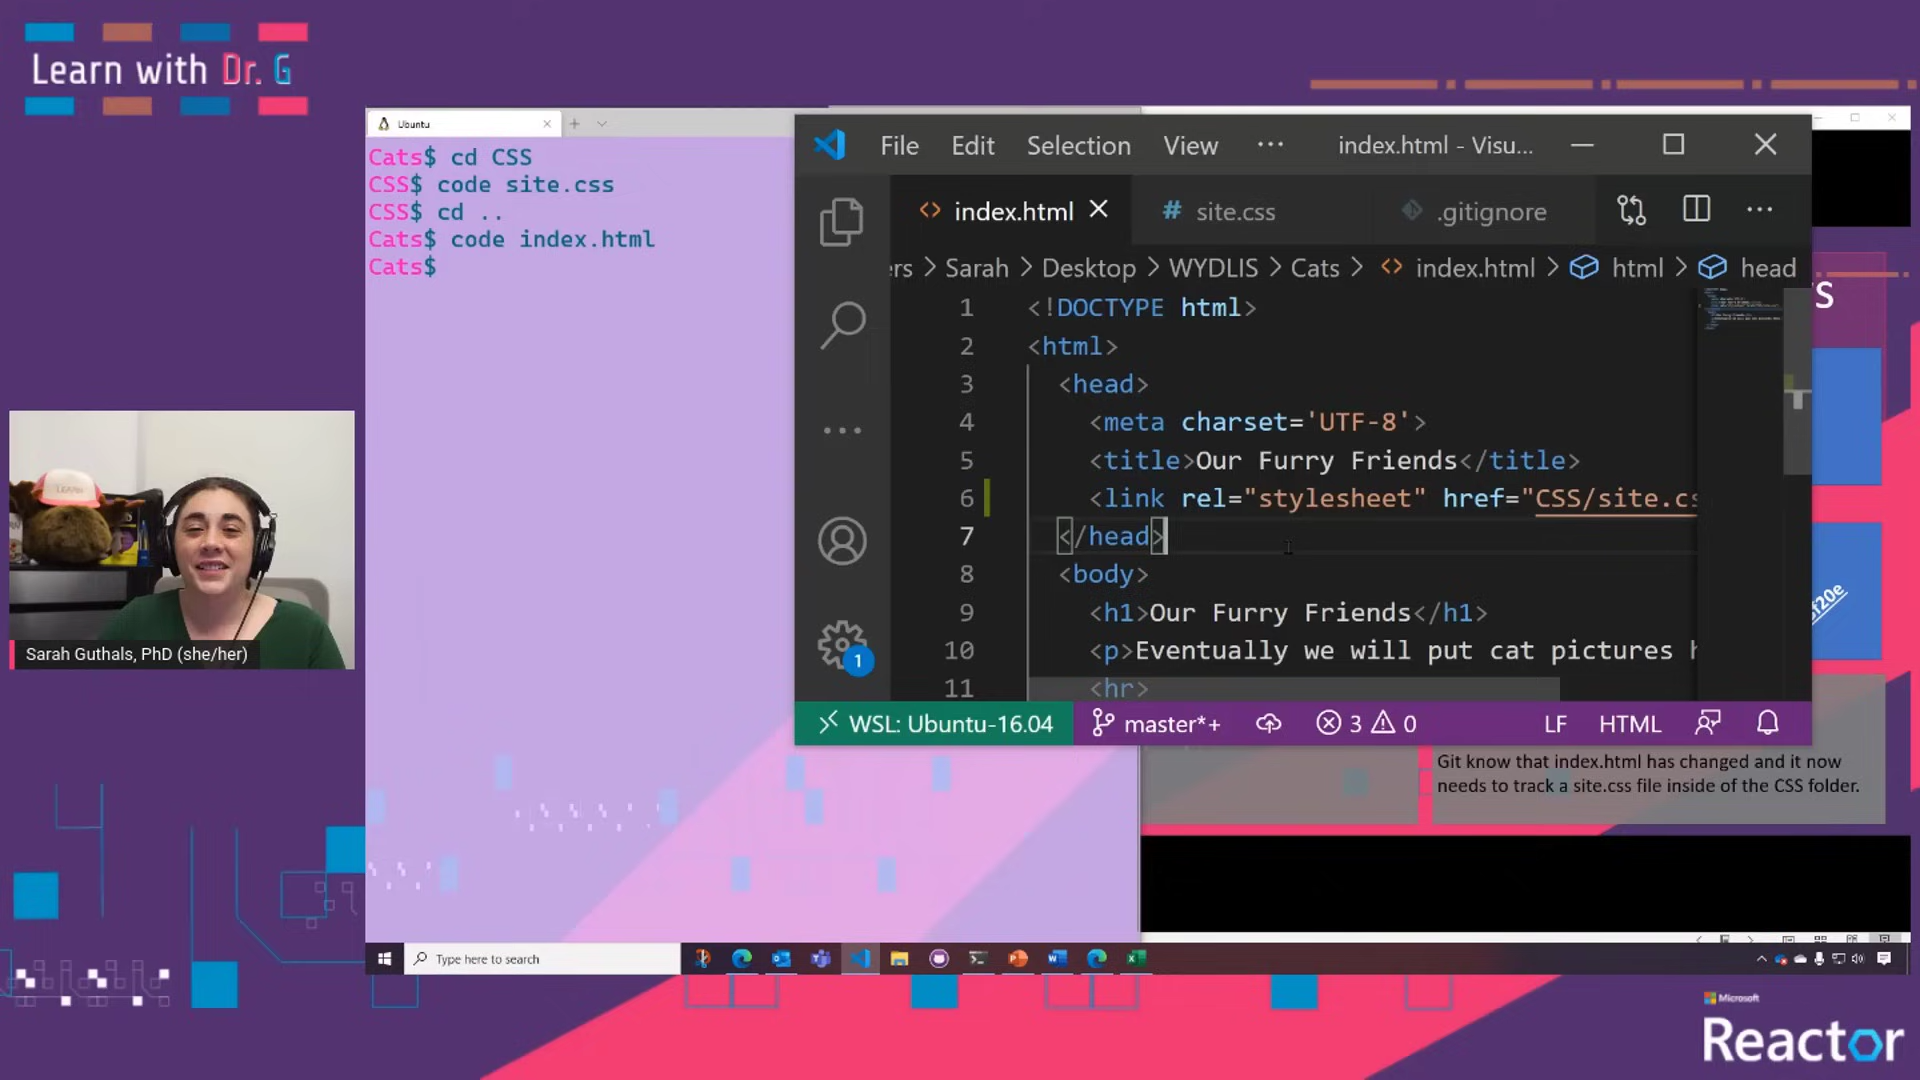 Learn with Dr. G
Ubuntu
Cats$ cd CSS
CSS$ code site.css
CSS$ cd ..
Cats$ code index.html
Cats$
File Edit Selection View ··· index.html - Visu...
index.html site.css .gitignore
ers > Sarah > Desktop > WYDLIS > Cats > index.html > html > head
1 <!DOCTYPE html>
2 <html>
3 <head>
4 <meta charset='UTF-8'>
5 <title>Our Furry Friends</title>
6 <link rel="stylesheet" href="CSS/site.cs
7 </head>
8 <body>
9 <h1>Our Furry Friends</h1>
10 <p>Eventually we will put cat pictures h
11 <hr>
1
WSL: Ubuntu-16.04 master*+ 3 0 LF HTML
s
f20e
Git know that index.html has changed and it now
needs to track a site.css file inside of the CSS folder.
Sarah Guthals, PhD (she/her)
Type here to search
Microsoft
Reactor